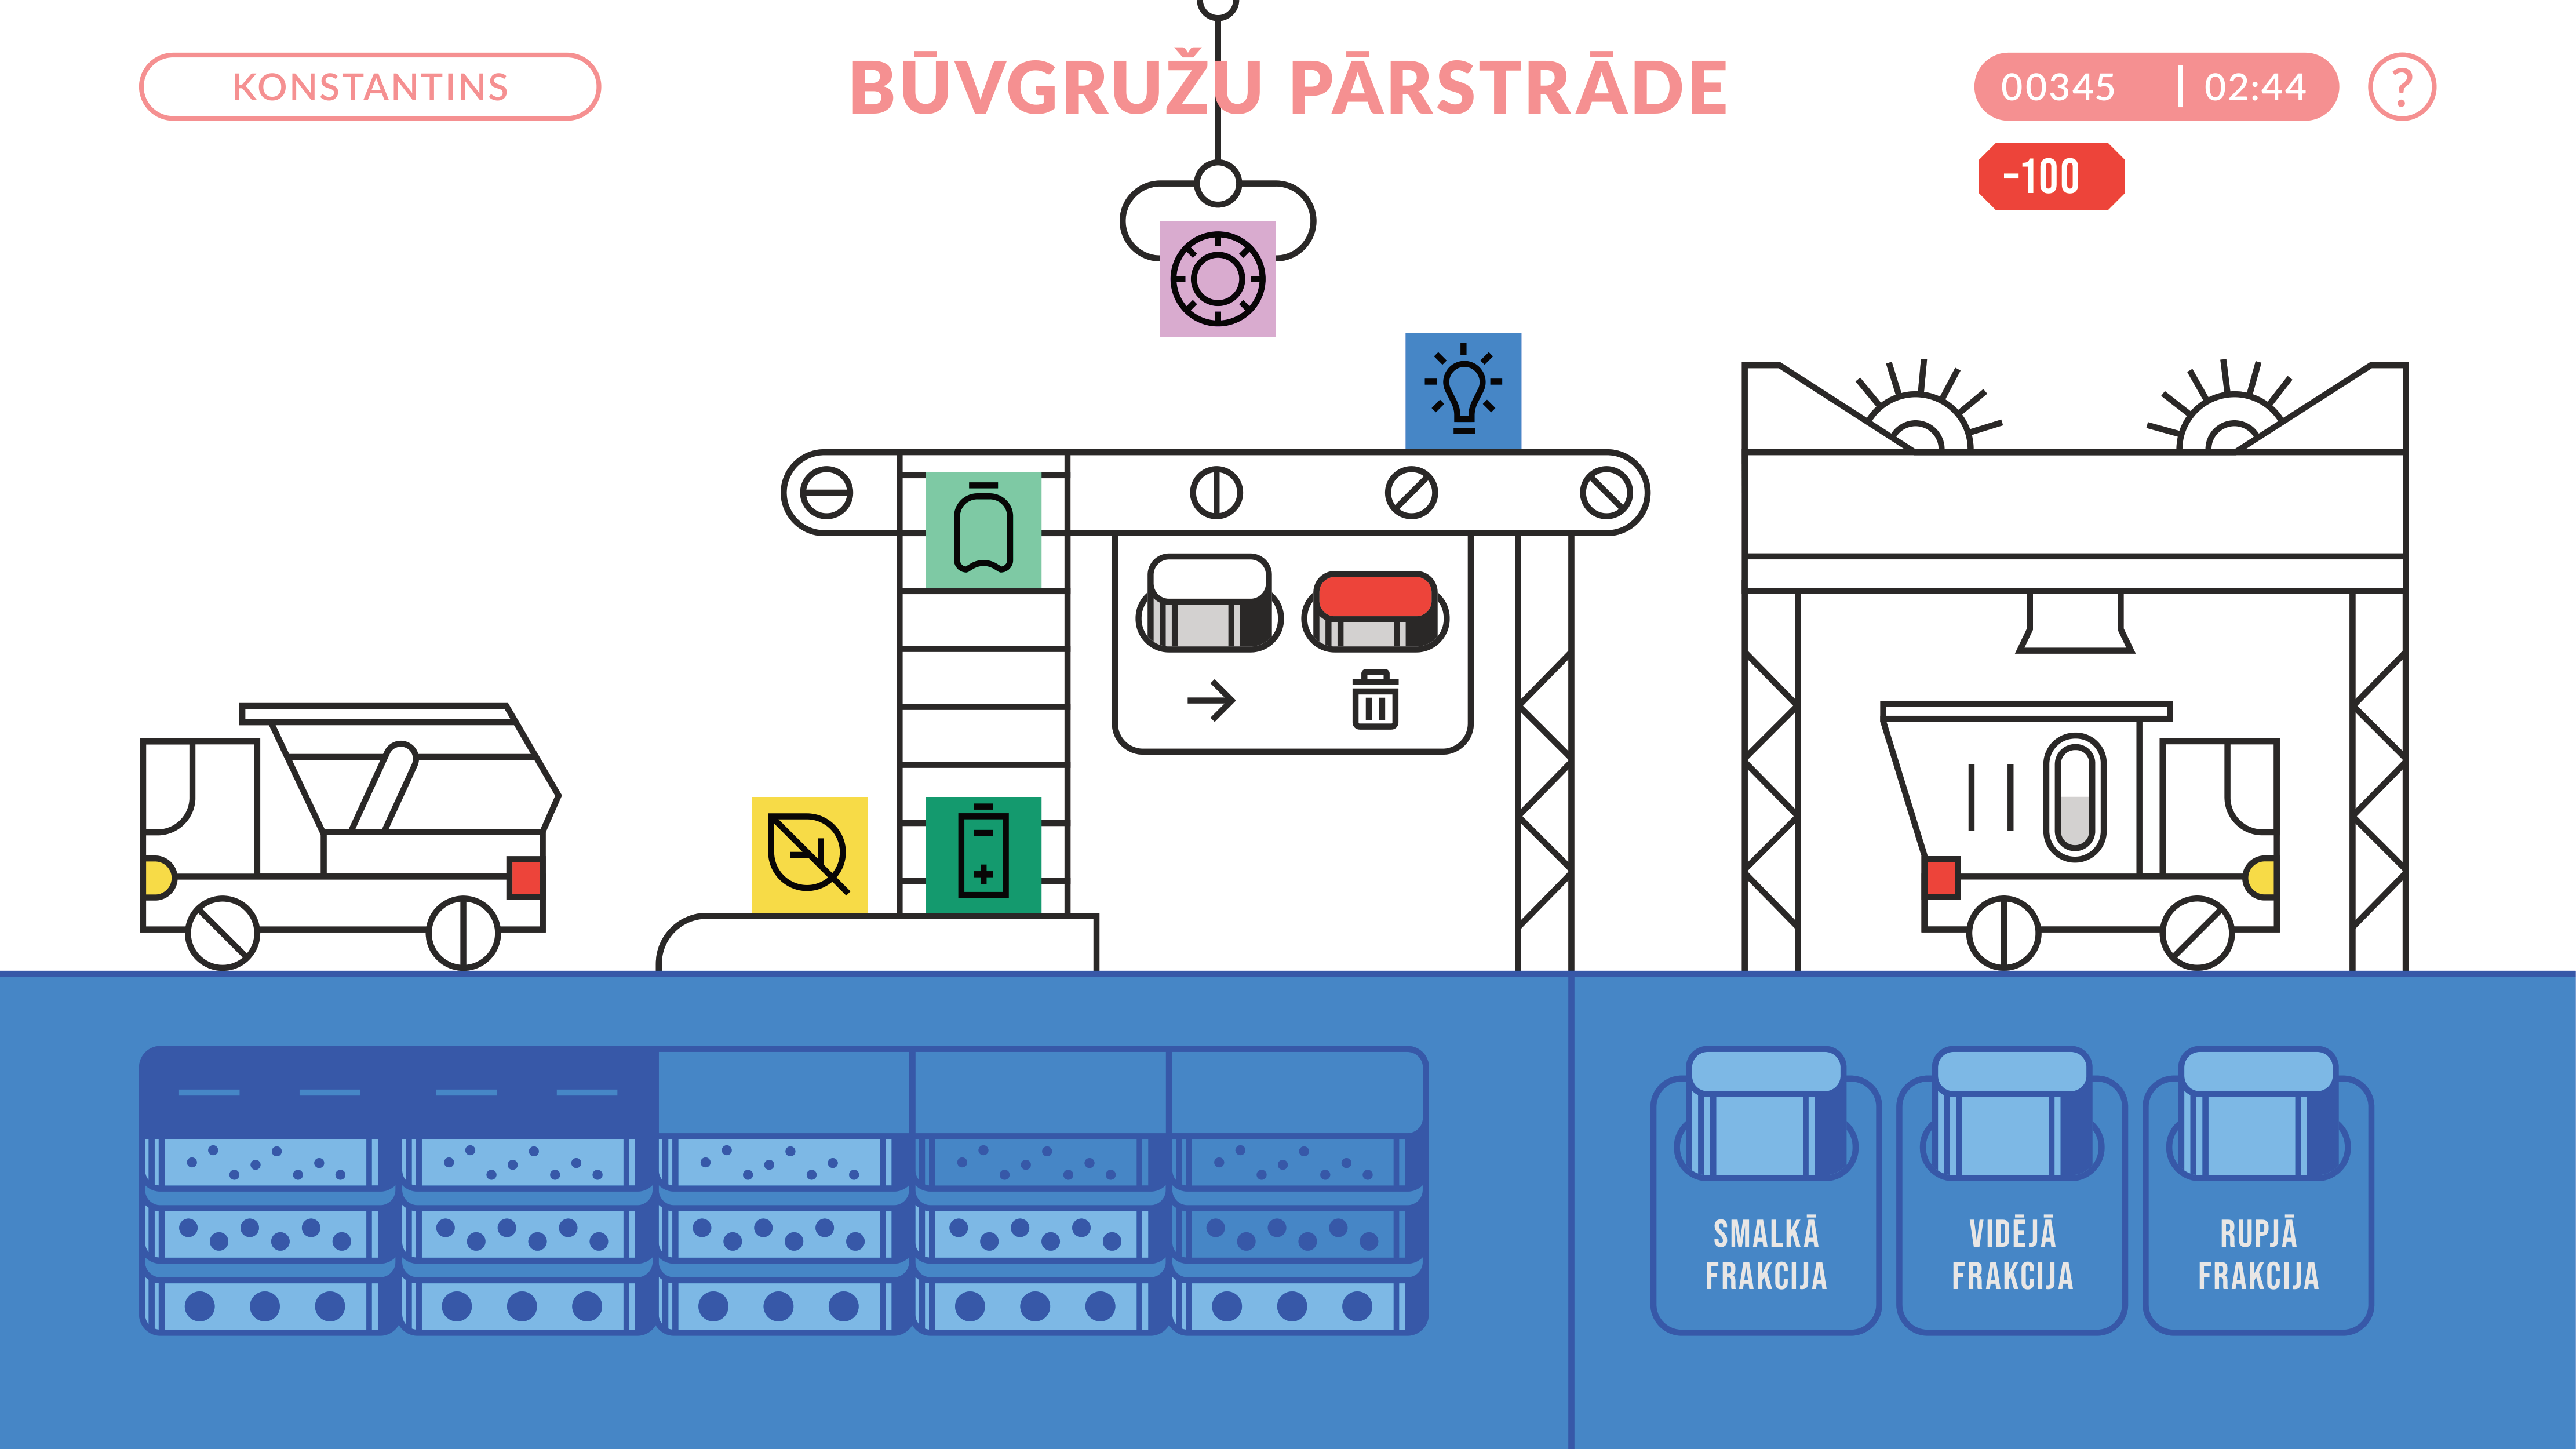 KONSTANTINS
BŪVGRUŽU PĀRSTRĀDE
00345 | 02:44
?
-100
SMALKĀ
FRAKCIJA
VIDĒJĀ
FRAKCIJA
RUPJĀ
FRAKCIJA